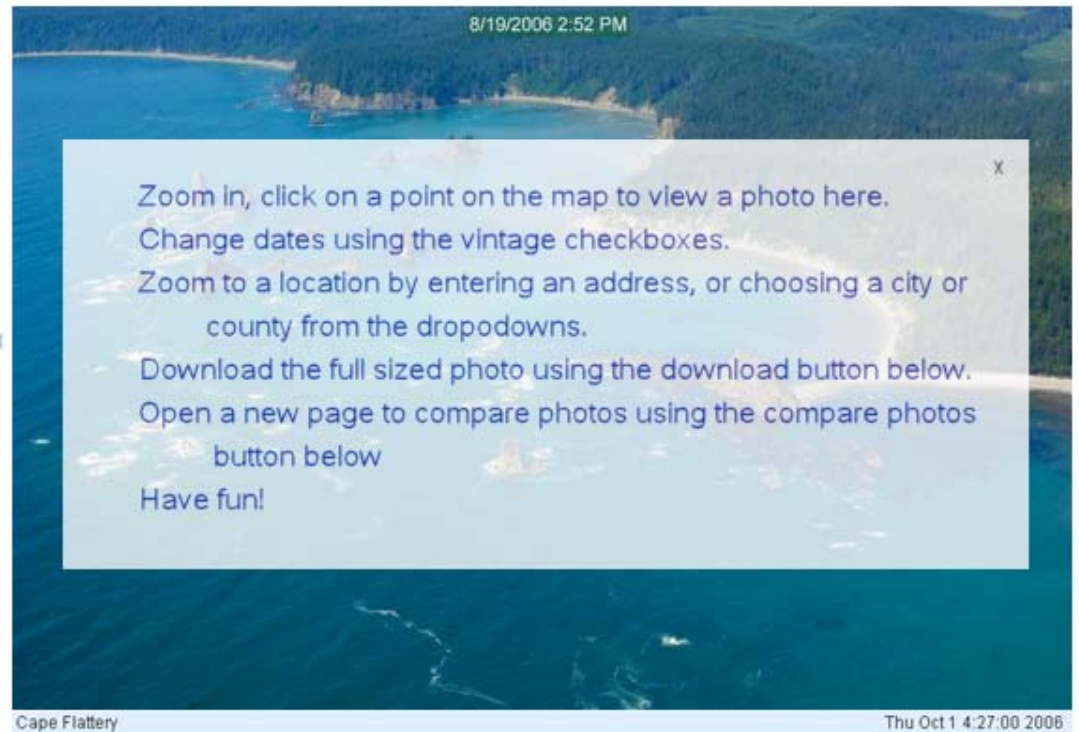 8/19/2006 2:52 PM
x
Zoom in, click on a point on the map to view a photo here.
Change dates using the vintage checkboxes.
Zoom to a location by entering an address, or choosing a city or
county from the dropodowns.
Download the full sized photo using the download button below.
Open a new page to compare photos using the compare photos
button below
Have fun!
Cape Flattery
Thu Oct 1 4:27:00 2006